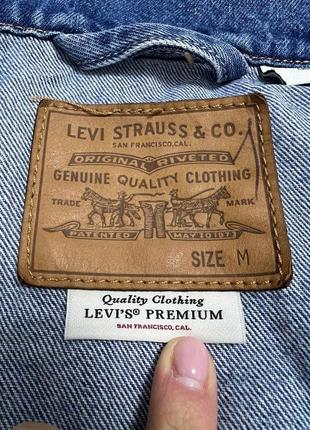 LEVI STRAUSS & CO.
SAN FRANCISCO, CAL.
ORIGINAL RIVETED
GENUINE QUALITY CLOTHING
TRADE MARK
PATENTED MAY 20 1873
SIZE M
Quality Clothing
LEVI'S® PREMIUM
SAN FRANCISCO, CAL.